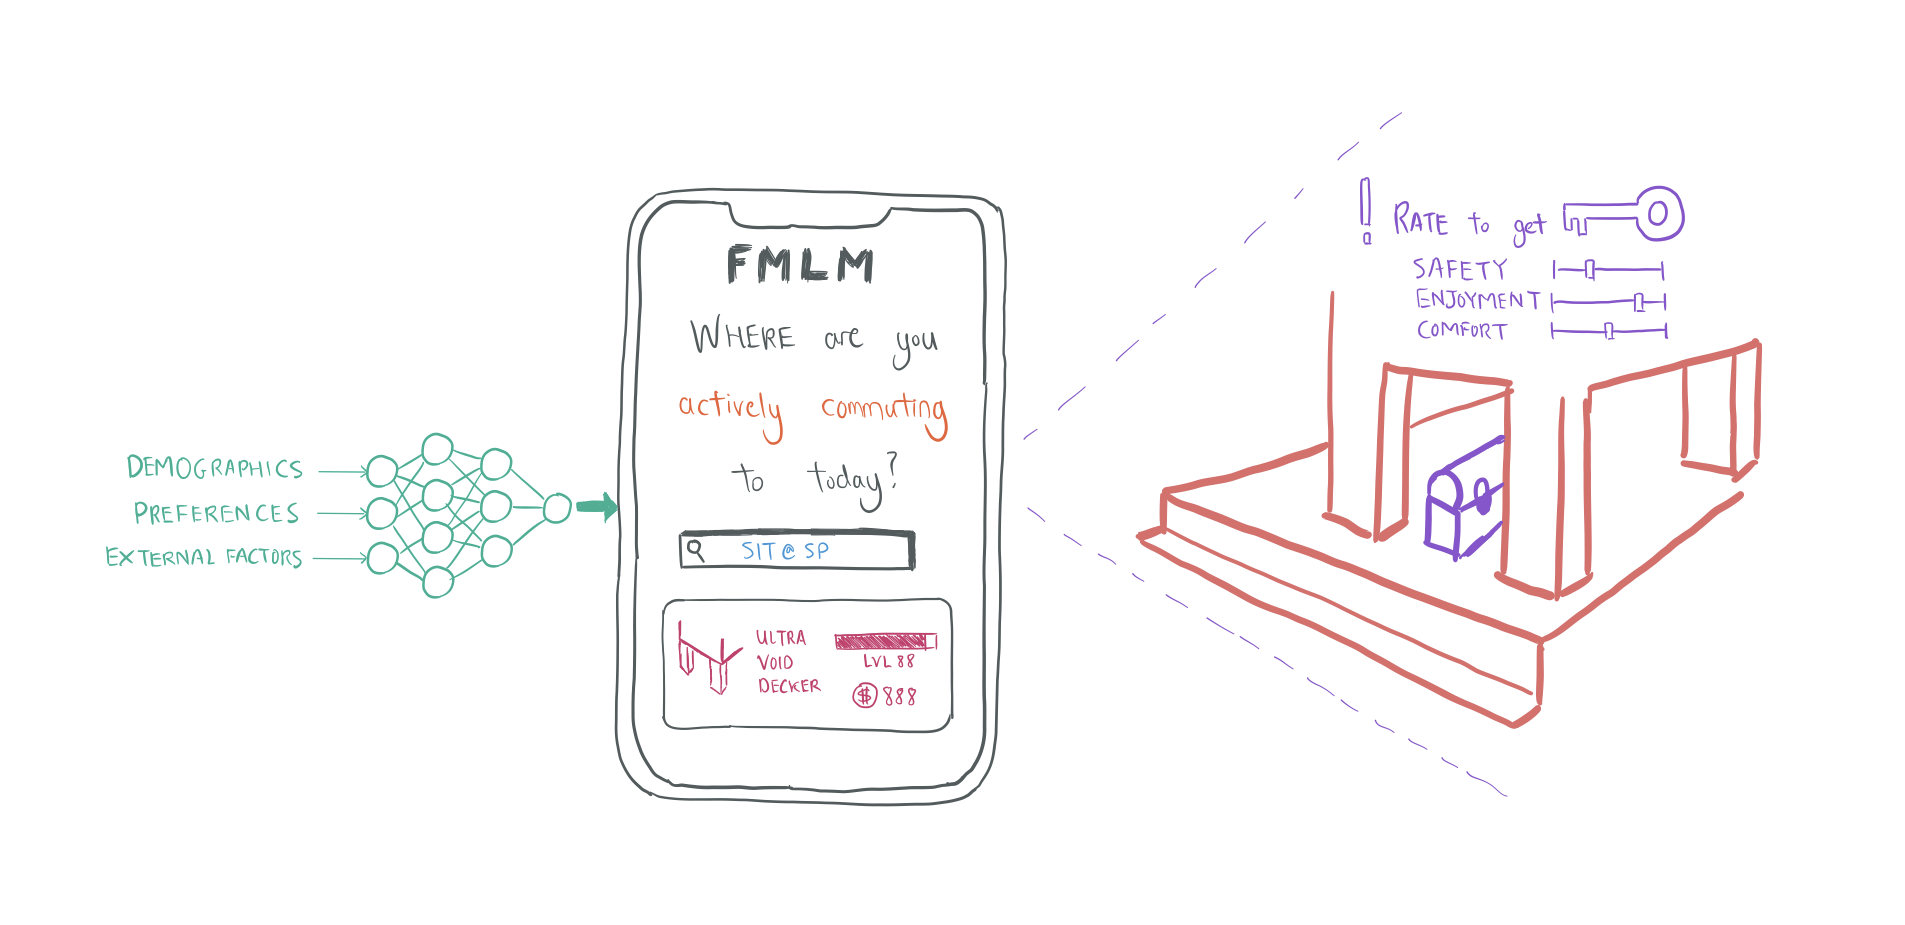 DEMOGRAPHICS
PREFERENCES
EXTERNAL FACTORS
FMLM
WHERE are you
actively commuting
to today?
SIT@SP
ULTRA
VOID
DECKER
LVL 88
$ 888
! RATE to get
SAFETY
ENJOYMENT
COMFORT